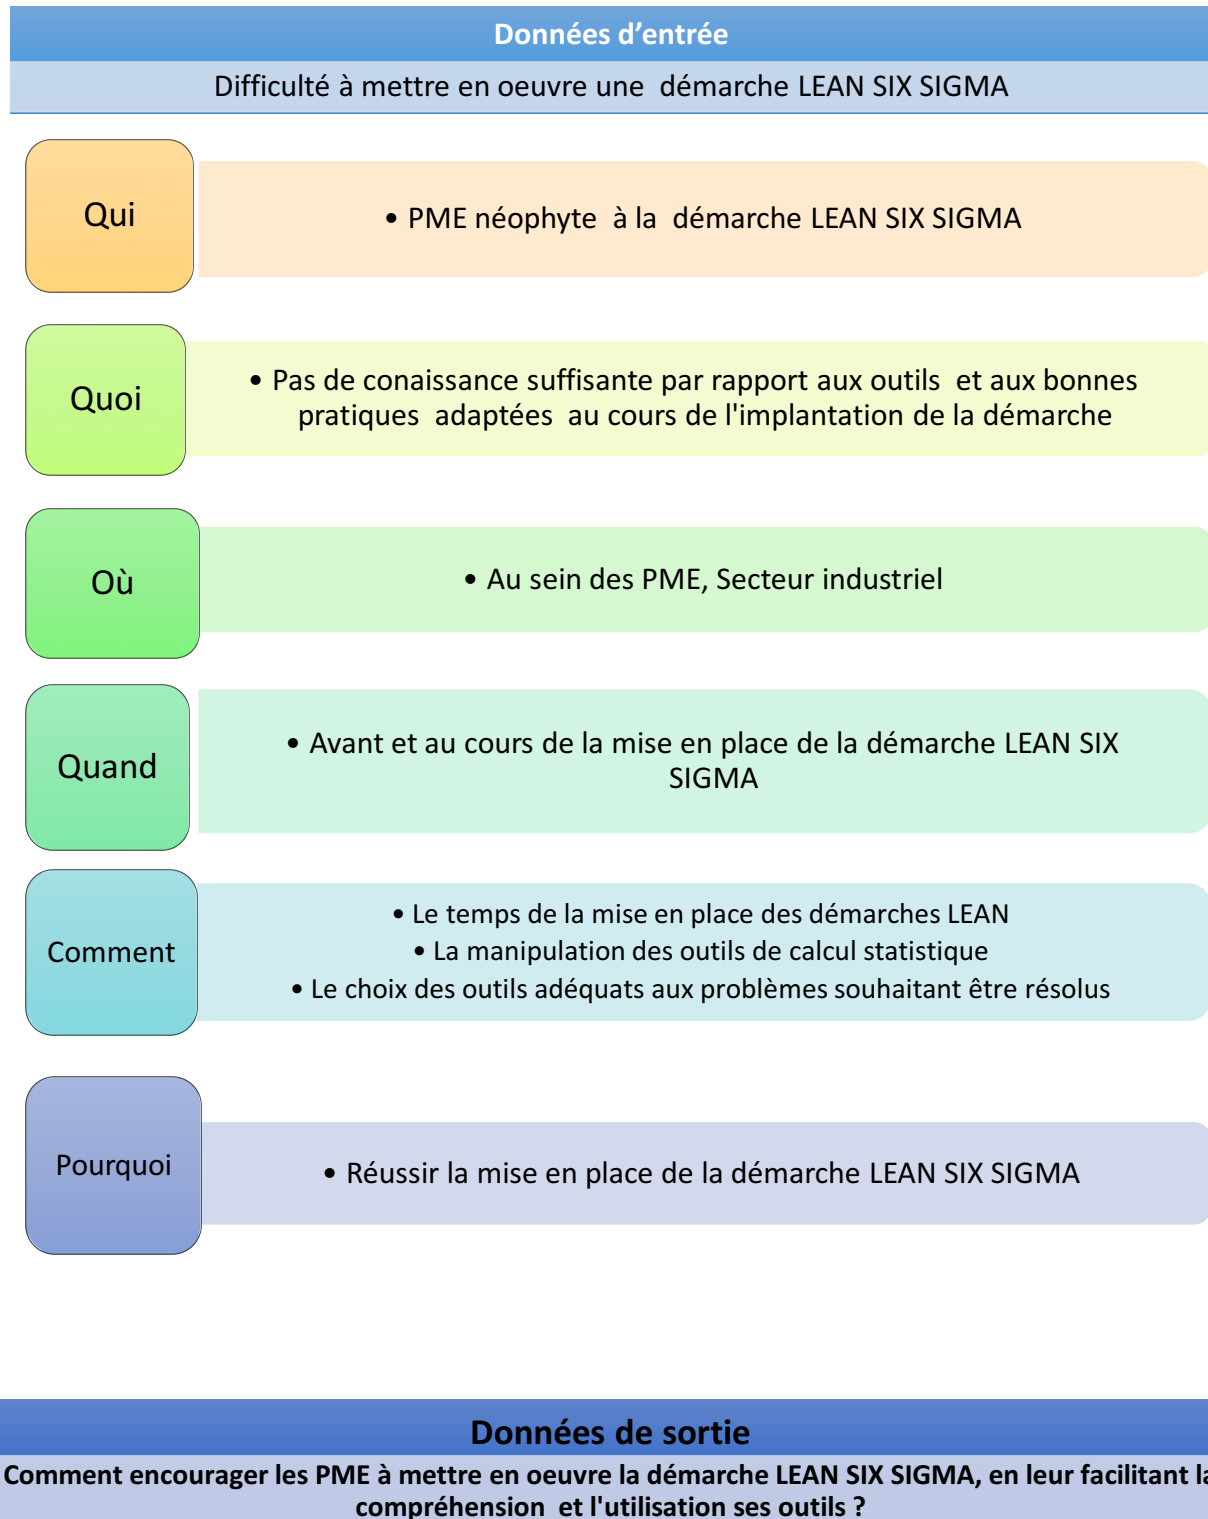 Données d’entrée
Difficulté à mettre en oeuvre une démarche LEAN SIX SIGMA
Qui
• PME néophyte à la démarche LEAN SIX SIGMA
Quoi
• Pas de conaissance suffisante par rapport aux outils et aux bonnes
pratiques adaptées au cours de l'implantation de la démarche
Où
• Au sein des PME, Secteur industriel
Quand
• Avant et au cours de la mise en place de la démarche LEAN SIX
SIGMA
Comment
• Le temps de la mise en place des démarches LEAN
• La manipulation des outils de calcul statistique
• Le choix des outils adéquats aux problèmes souhaitant être résolus
Pourquoi
• Réussir la mise en place de la démarche LEAN SIX SIGMA
Données de sortie
Comment encourager les PME à mettre en oeuvre la démarche LEAN SIX SIGMA, en leur facilitant la
compréhension et l'utilisation ses outils ?